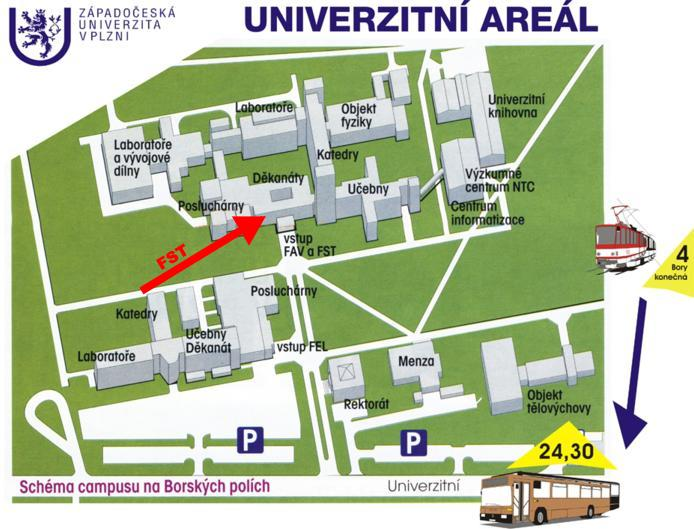 ZÁPADOČESKÁ
UNIVERZITA
V PLZNI
UNIVERZITNÍ AREÁL
Laboratoře
Objekt
fyziky
Univerzitní
knihovna
Laboratoře
a vývojové
dílny
Katedry
Děkanáty
Učebny
Výzkumné
centrum NTC
Posluchárny
Centrum
informatizace
vstup
FAV a FST
FST
4
Bory
konečná
Posluchárny
Katedry
Učebny
Děkanát
Laboratoře
vstup FEL
Menza
Rektorát
Objekt
tělovýchovy
P
P
24,30
Schéma campusu na Borských polích
Univerzitní